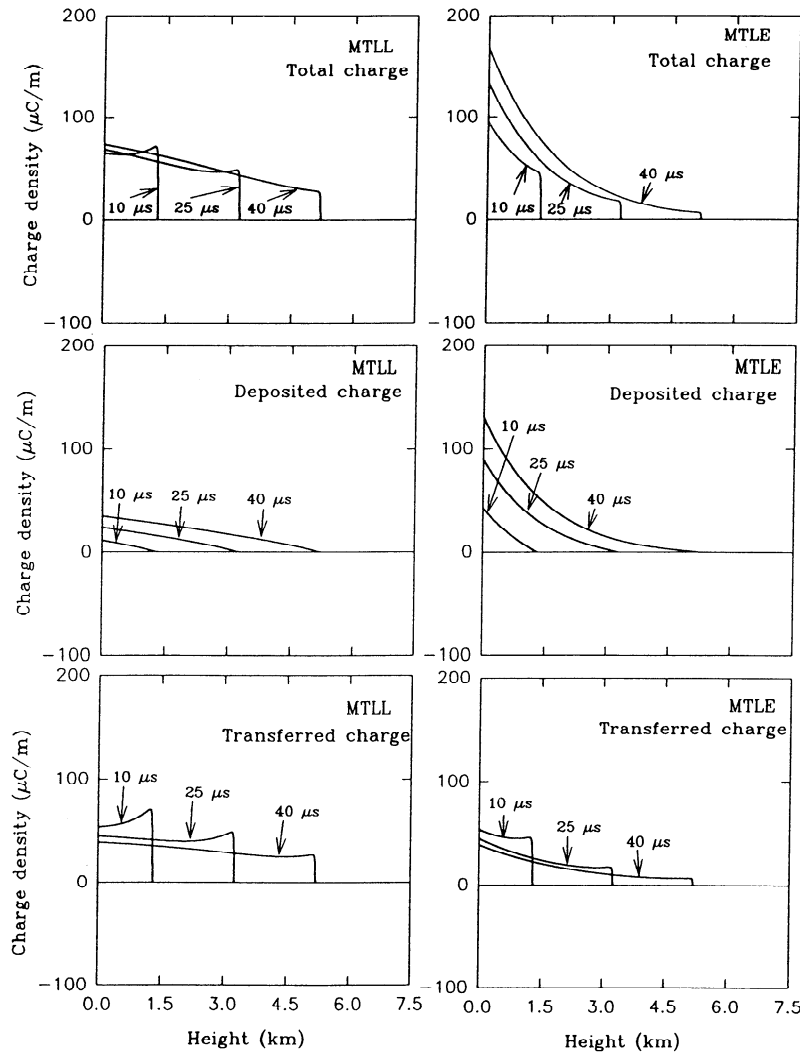 200
100
0
−100
Charge density (μC/m)
MTLL
Total charge
10 μs
25 μs
40 μs
200
100
0
−100
MTLE
Total charge
10 μs
25 μs
40 μs
200
100
0
−100
Charge density (μC/m)
MTLL
Deposited charge
10 μs
25 μs
40 μs
200
100
0
−100
MTLE
Deposited charge
10 μs
25 μs
40 μs
200
100
0
−100
Charge density (μC/m)
MTLL
Transferred charge
10 μs
25 μs
40 μs
0.0 1.5 3.0 4.5 6.0 7.5
Height (km)
200
100
0
−100
MTLE
Transferred charge
10 μs
25 μs
40 μs
0.0 1.5 3.0 4.5 6.0 7.5
Height (km)